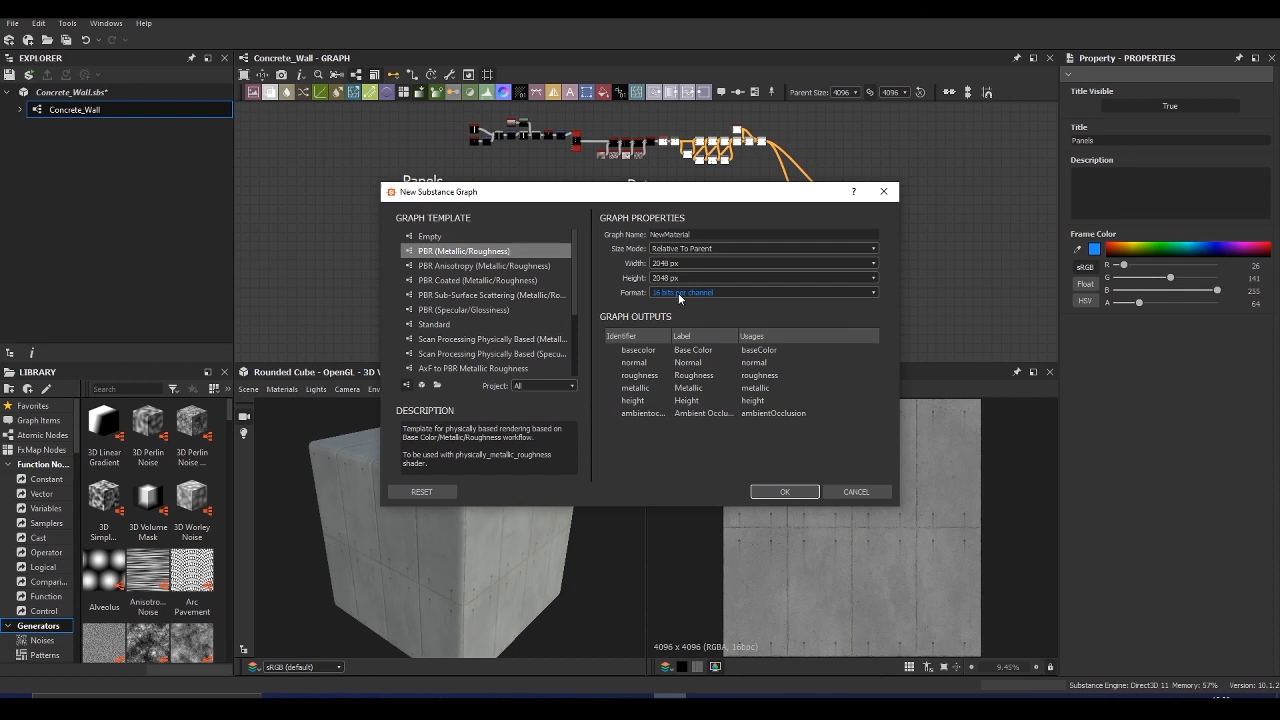 File Edit Tools Windows Help
EXPLORER
Concrete_Wall.sbs*
Concrete_Wall
Concrete_Wall - GRAPH
Parent Size: 4096 4096
Panels
Property - PROPERTIES
Title Visible
True
Title
Panels
Description
Frame Color
sRGB
Float
HSV
R 26
G 141
B 255
A 64
New Substance Graph
? ×
GRAPH TEMPLATE
Empty
PBR (Metallic/Roughness)
PBR Anisotropy (Metallic/Roughness)
PBR Coated (Metallic/Roughness)
PBR Sub-Surface Scattering (Metallic/Ro...
PBR (Specular/Glossiness)
Standard
Scan Processing Physically Based (Metall...
Scan Processing Physically Based (Specu...
AxF to PBR Metallic Roughness
Project: All
DESCRIPTION
Template for physically based rendering based on
Base Color/Metallic/Roughness workflow.
To be used with physically_metallic_roughness
shader.
RESET
GRAPH PROPERTIES
Graph Name: NewMaterial
Size Mode: Relative To Parent
Width: 2048 px
Height: 2048 px
Format: 16 bits per channel
GRAPH OUTPUTS
Identifier Label Usages
basecolor Base Color baseColor
normal Normal normal
roughness Roughness roughness
metallic Metallic metallic
height Height height
ambientoc... Ambient Occlu... ambientOcclusion
OK
CANCEL
LIBRARY
Search
Favorites
Graph Items
Atomic Nodes
FxMap Nodes
Function No...
Constant
Vector
Variables
Samplers
Cast
Operator
Logical
Compari...
Function
Control
Generators
Noises
Patterns
3D Linear
Gradient
3D Perlin
Noise
3D Perlin
Noise ...
3D
Simpl...
3D Volume
Mask
3D Worley
Noise
Alveolus
Anisotro...
Noise
Arc
Pavement
Rounded Cube - OpenGL - 3D V
Scene Materials Lights Camera Env
sRGB (default)
4096 x 4096 (RGBA, 16bpc)
9.45%
Substance Engine: Direct3D 11 Memory: 57% Version: 10.1.2